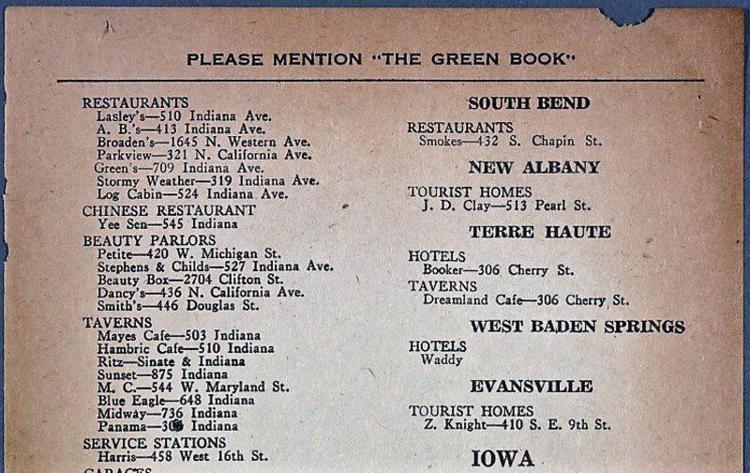 PLEASE MENTION "THE GREEN BOOK"
RESTAURANTS
Lasley's—510 Indiana Ave.
A. B.'s—413 Indiana Ave.
Broaden's—1645 N. Western Ave.
Parkview—321 N. California Ave.
Green's—709 Indiana Ave.
Stormy Weather—319 Indiana Ave.
Log Cabin—524 Indiana Ave.
CHINESE RESTAURANT
Yee Sen—545 Indiana
BEAUTY PARLORS
Petite—420 W. Michigan St.
Stephens & Childs—527 Indiana Ave.
Beauty Box—2704 Clifton St.
Dancy's—436 N. California Ave.
Smith's—446 Douglas St.
TAVERNS
Mayes Cafe—503 Indiana
Hambric Cafe—510 Indiana
Ritz—Sinate & Indiana
Sunset—875 Indiana
M. C.—544 W. Maryland St.
Blue Eagle—648 Indiana
Midway—736 Indiana
Panama—306 Indiana
SERVICE STATIONS
Harris—458 West 16th St.
GARAGES
SOUTH BEND
RESTAURANTS
Smokes—432 S. Chapin St.
NEW ALBANY
TOURIST HOMES
J. D. Clay—513 Pearl St.
TERRE HAUTE
HOTELS
Booker—306 Cherry St.
TAVERNS
Dreamland Cafe—306 Cherry St.
WEST BADEN SPRINGS
HOTELS
Waddy
EVANSVILLE
TOURIST HOMES
Z. Knight—410 S. E. 9th St.
IOWA